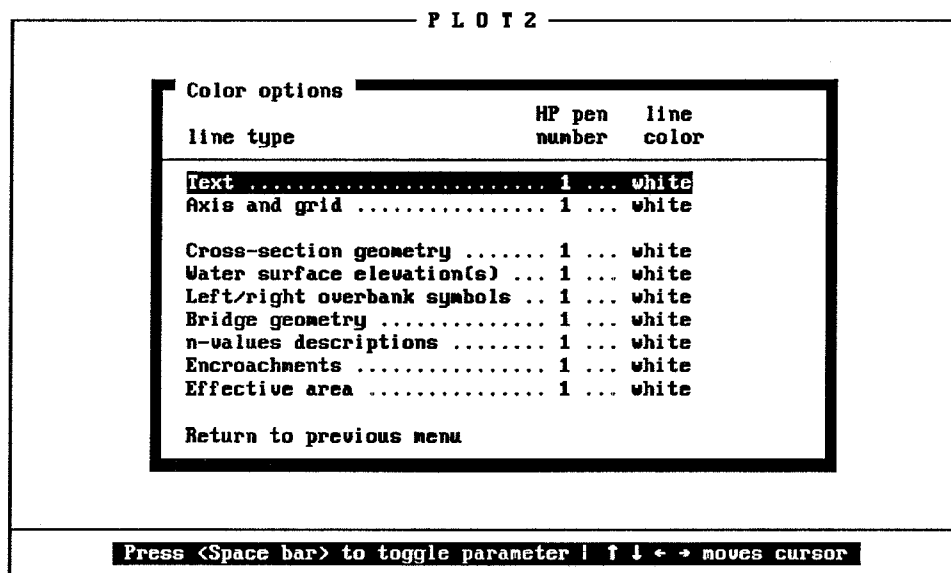 P L O T 2
Color options
HP pen line
line type number color
Text ......................... 1 ... white
Axis and grid ................ 1 ... white
Cross-section geometry ....... 1 ... white
Water surface elevation(s) ... 1 ... white
Left/right overbank symbols .. 1 ... white
Bridge geometry .............. 1 ... white
n-values descriptions ........ 1 ... white
Encroachments ................ 1 ... white
Effective area ............... 1 ... white
Return to previous menu
Press <Space bar> to toggle parameter | ↑ ↓ ← → moves cursor